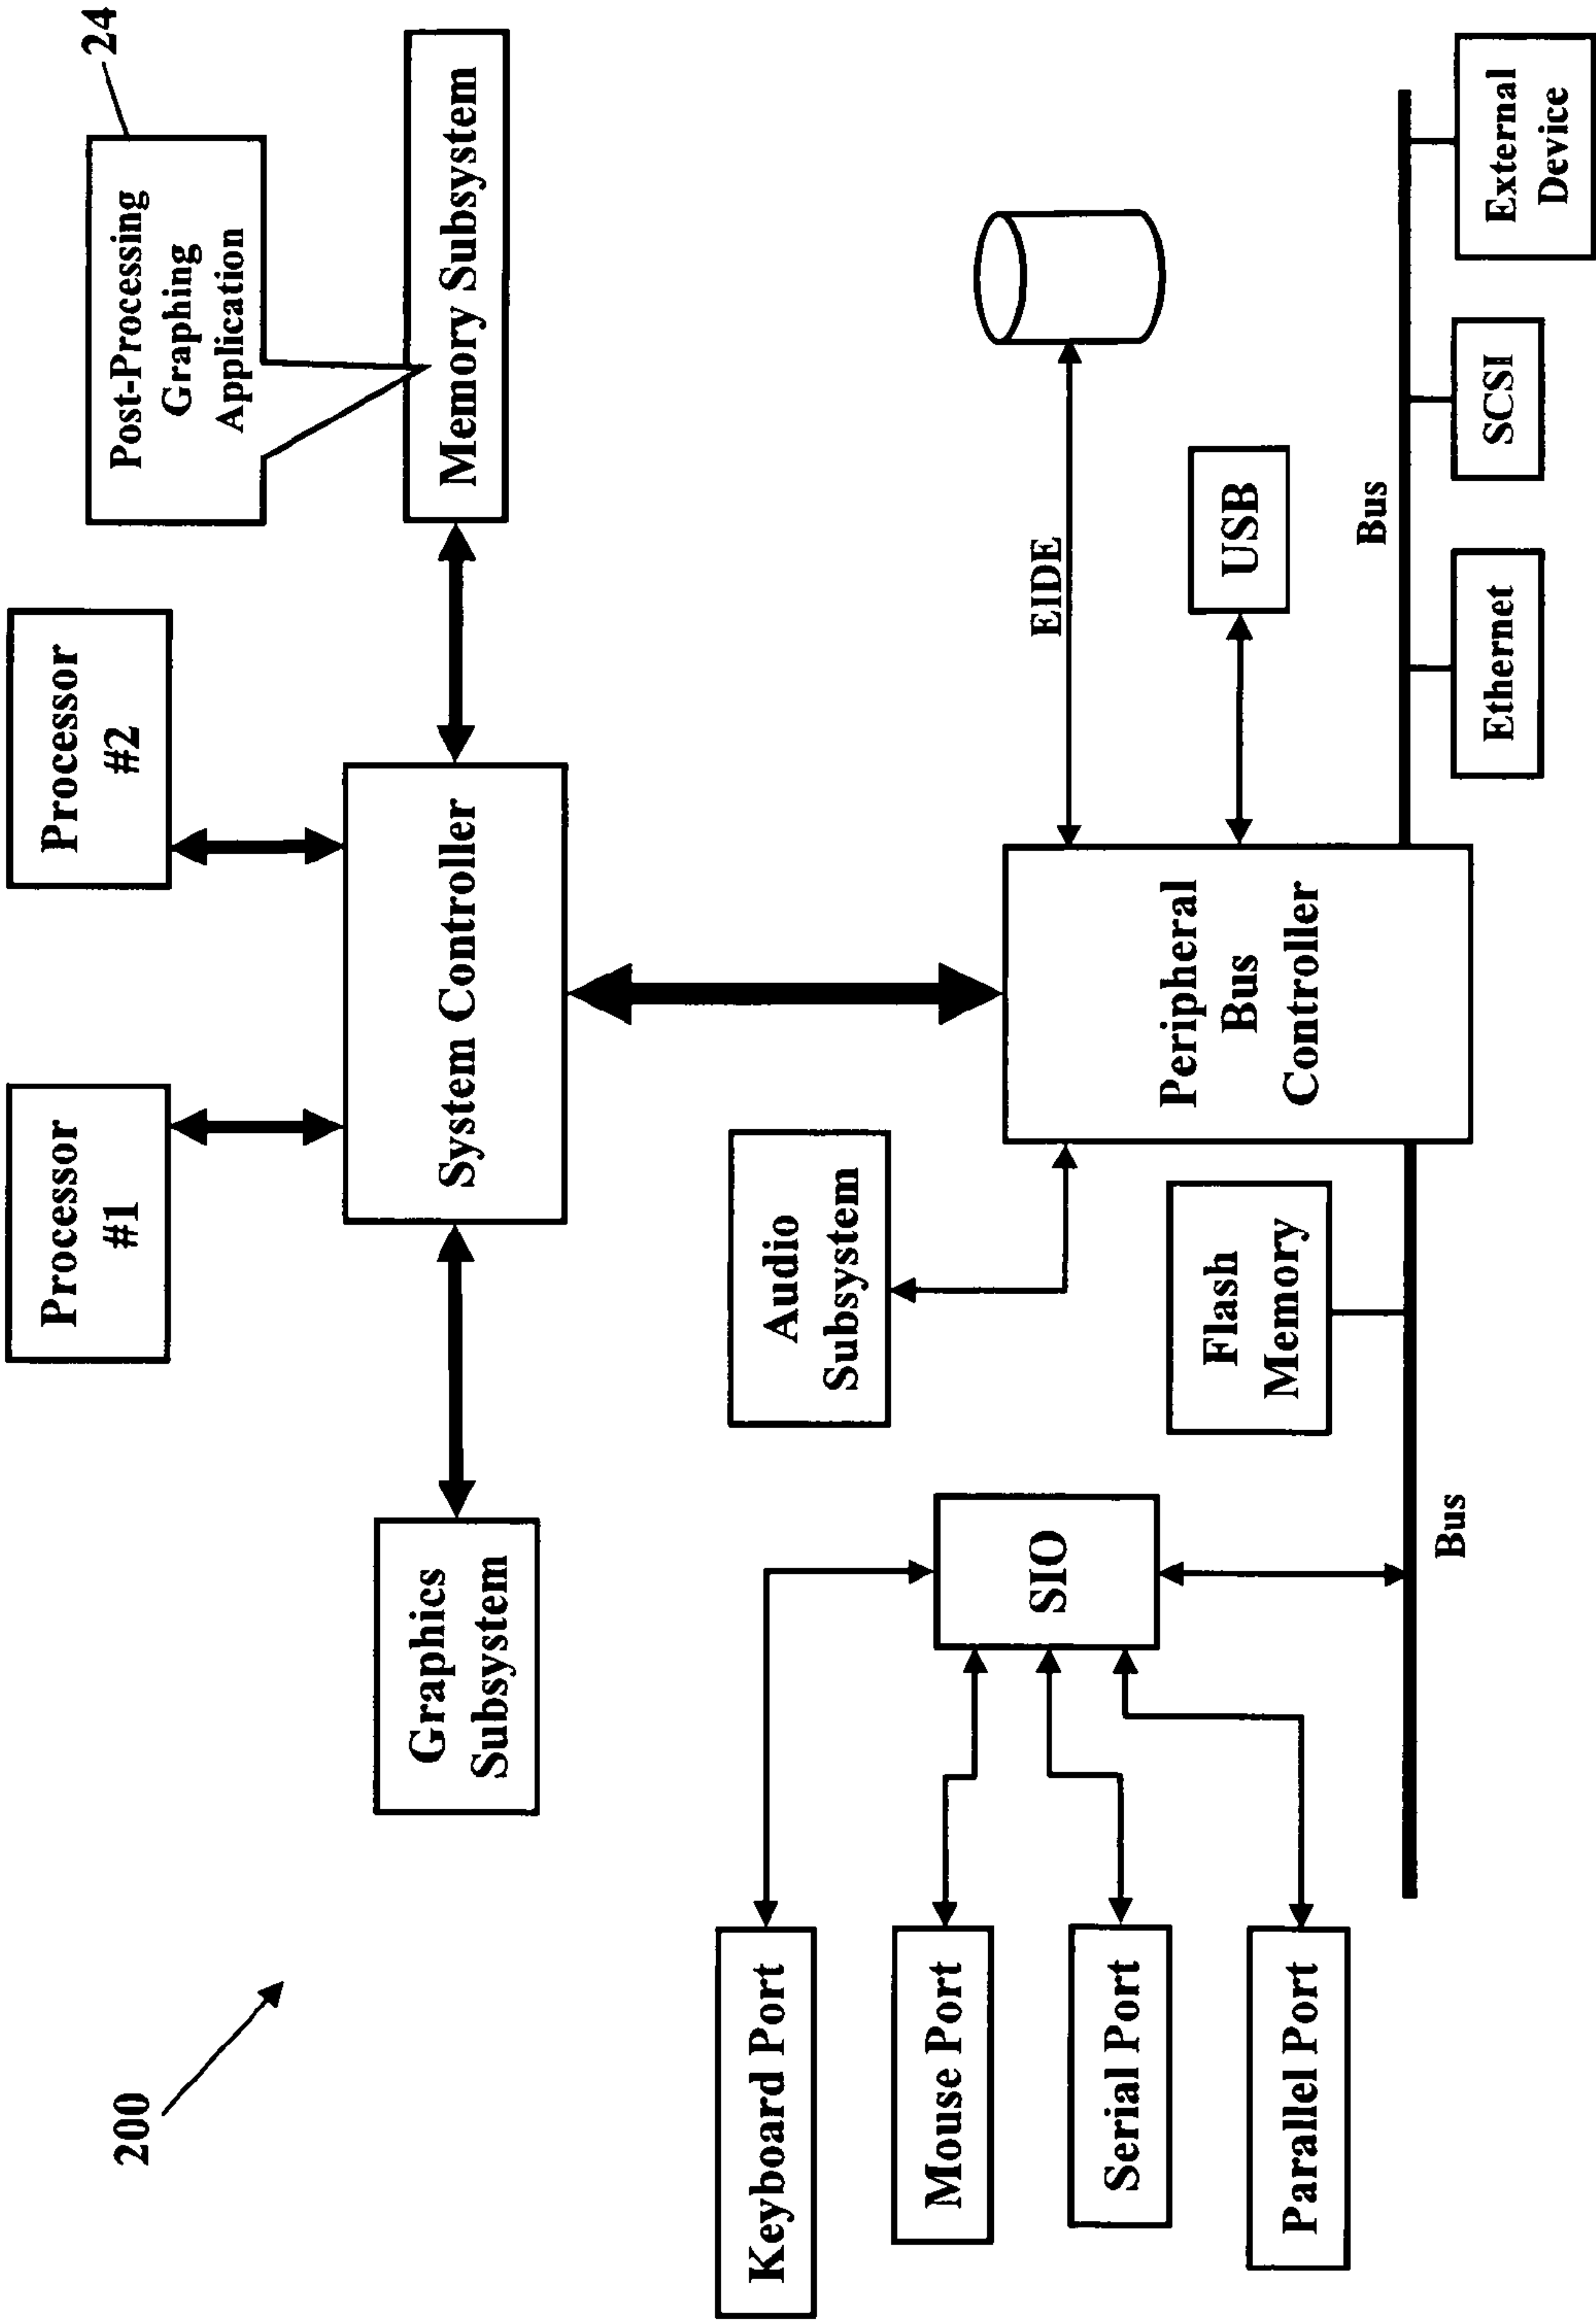 200
Processor
#1
Processor
#2
Post-Processing
Graphing
Application
24
Graphics
Subsystem
System Controller
Memory Subsystem
Keyboard Port
Mouse Port
Serial Port
Parallel Port
SIO
Audio
Subsystem
Flash
Memory
Peripheral
Bus
Controller
EIDE
USB
Bus
Bus
Ethernet
SCSI
External
Device